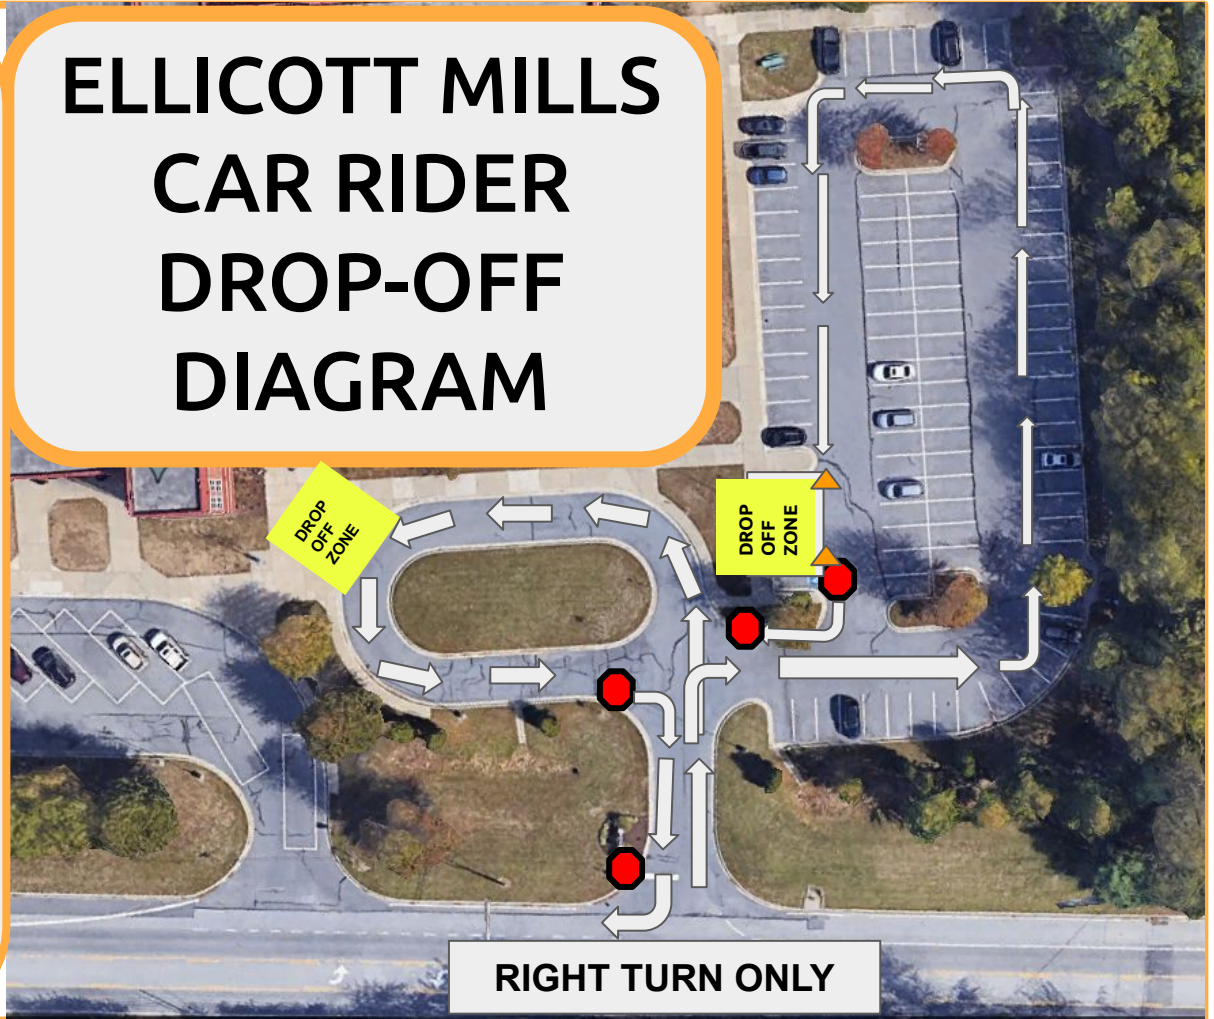 ELLICOTT MILLS
CAR RIDER
DROP-OFF
DIAGRAM
DROP
OFF
ZONE
DROP
OFF
ZONE
RIGHT TURN ONLY